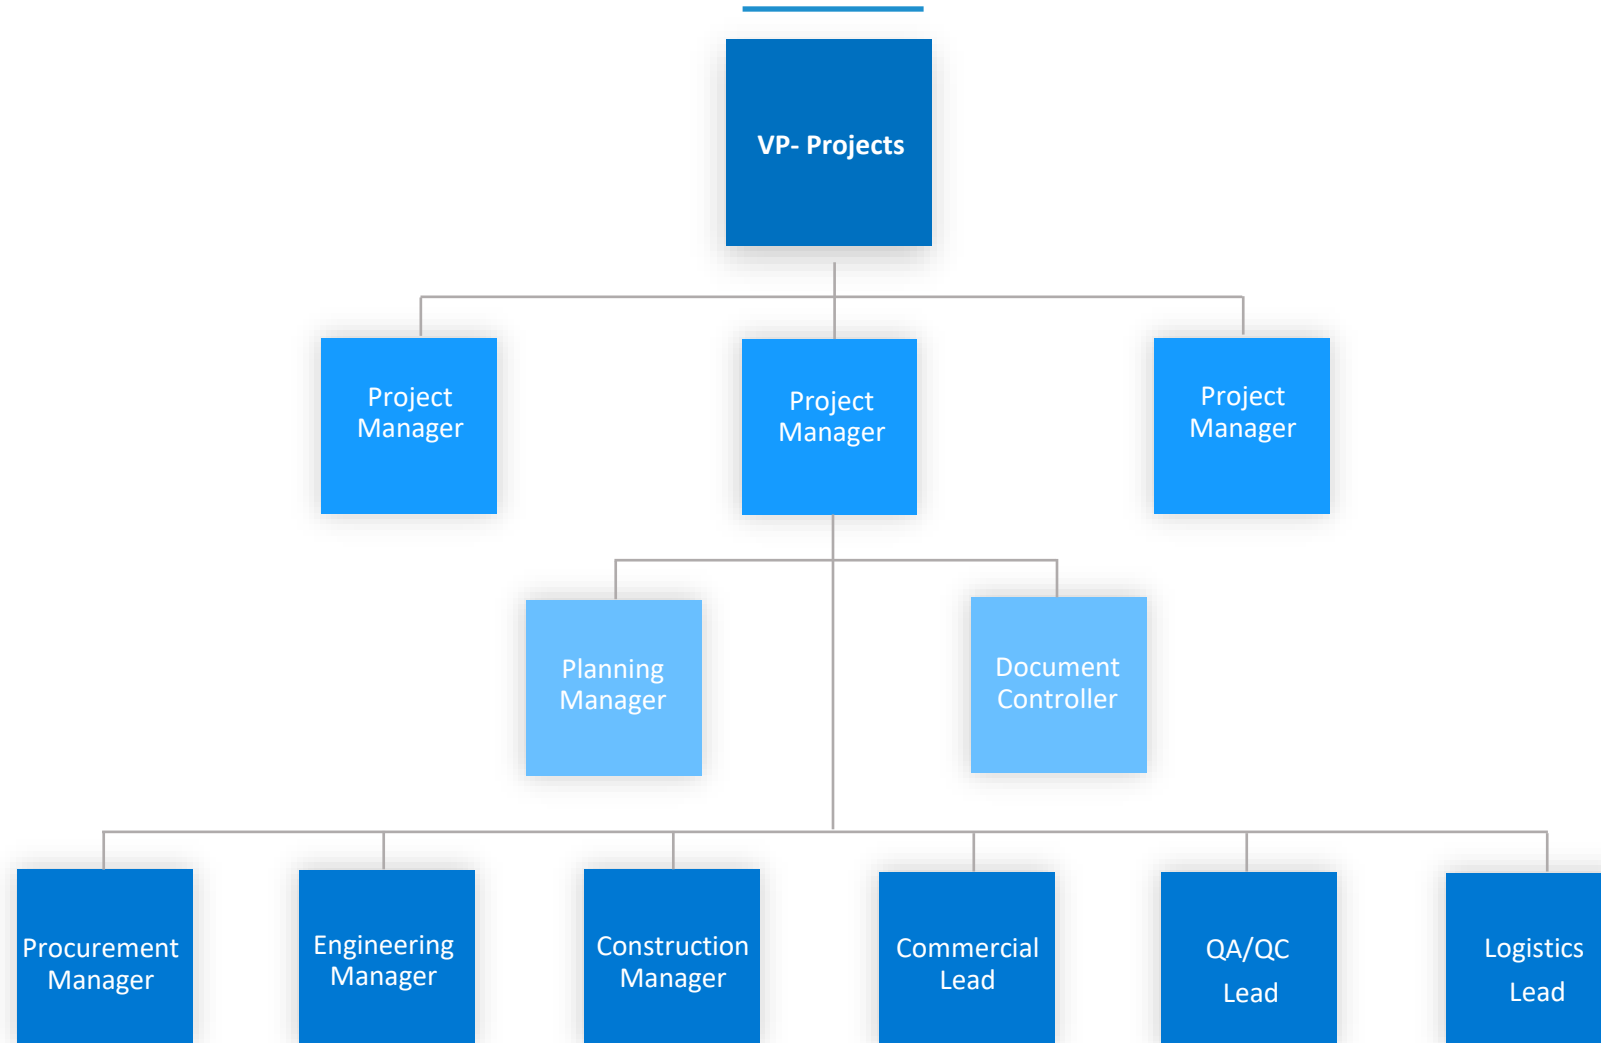 VP- Projects
Project
Manager
Project
Manager
Project
Manager
Planning
Manager
Document
Controller
Procurement
Manager
Engineering
Manager
Construction
Manager
Commercial
Lead
QA/QC
Lead
Logistics
Lead